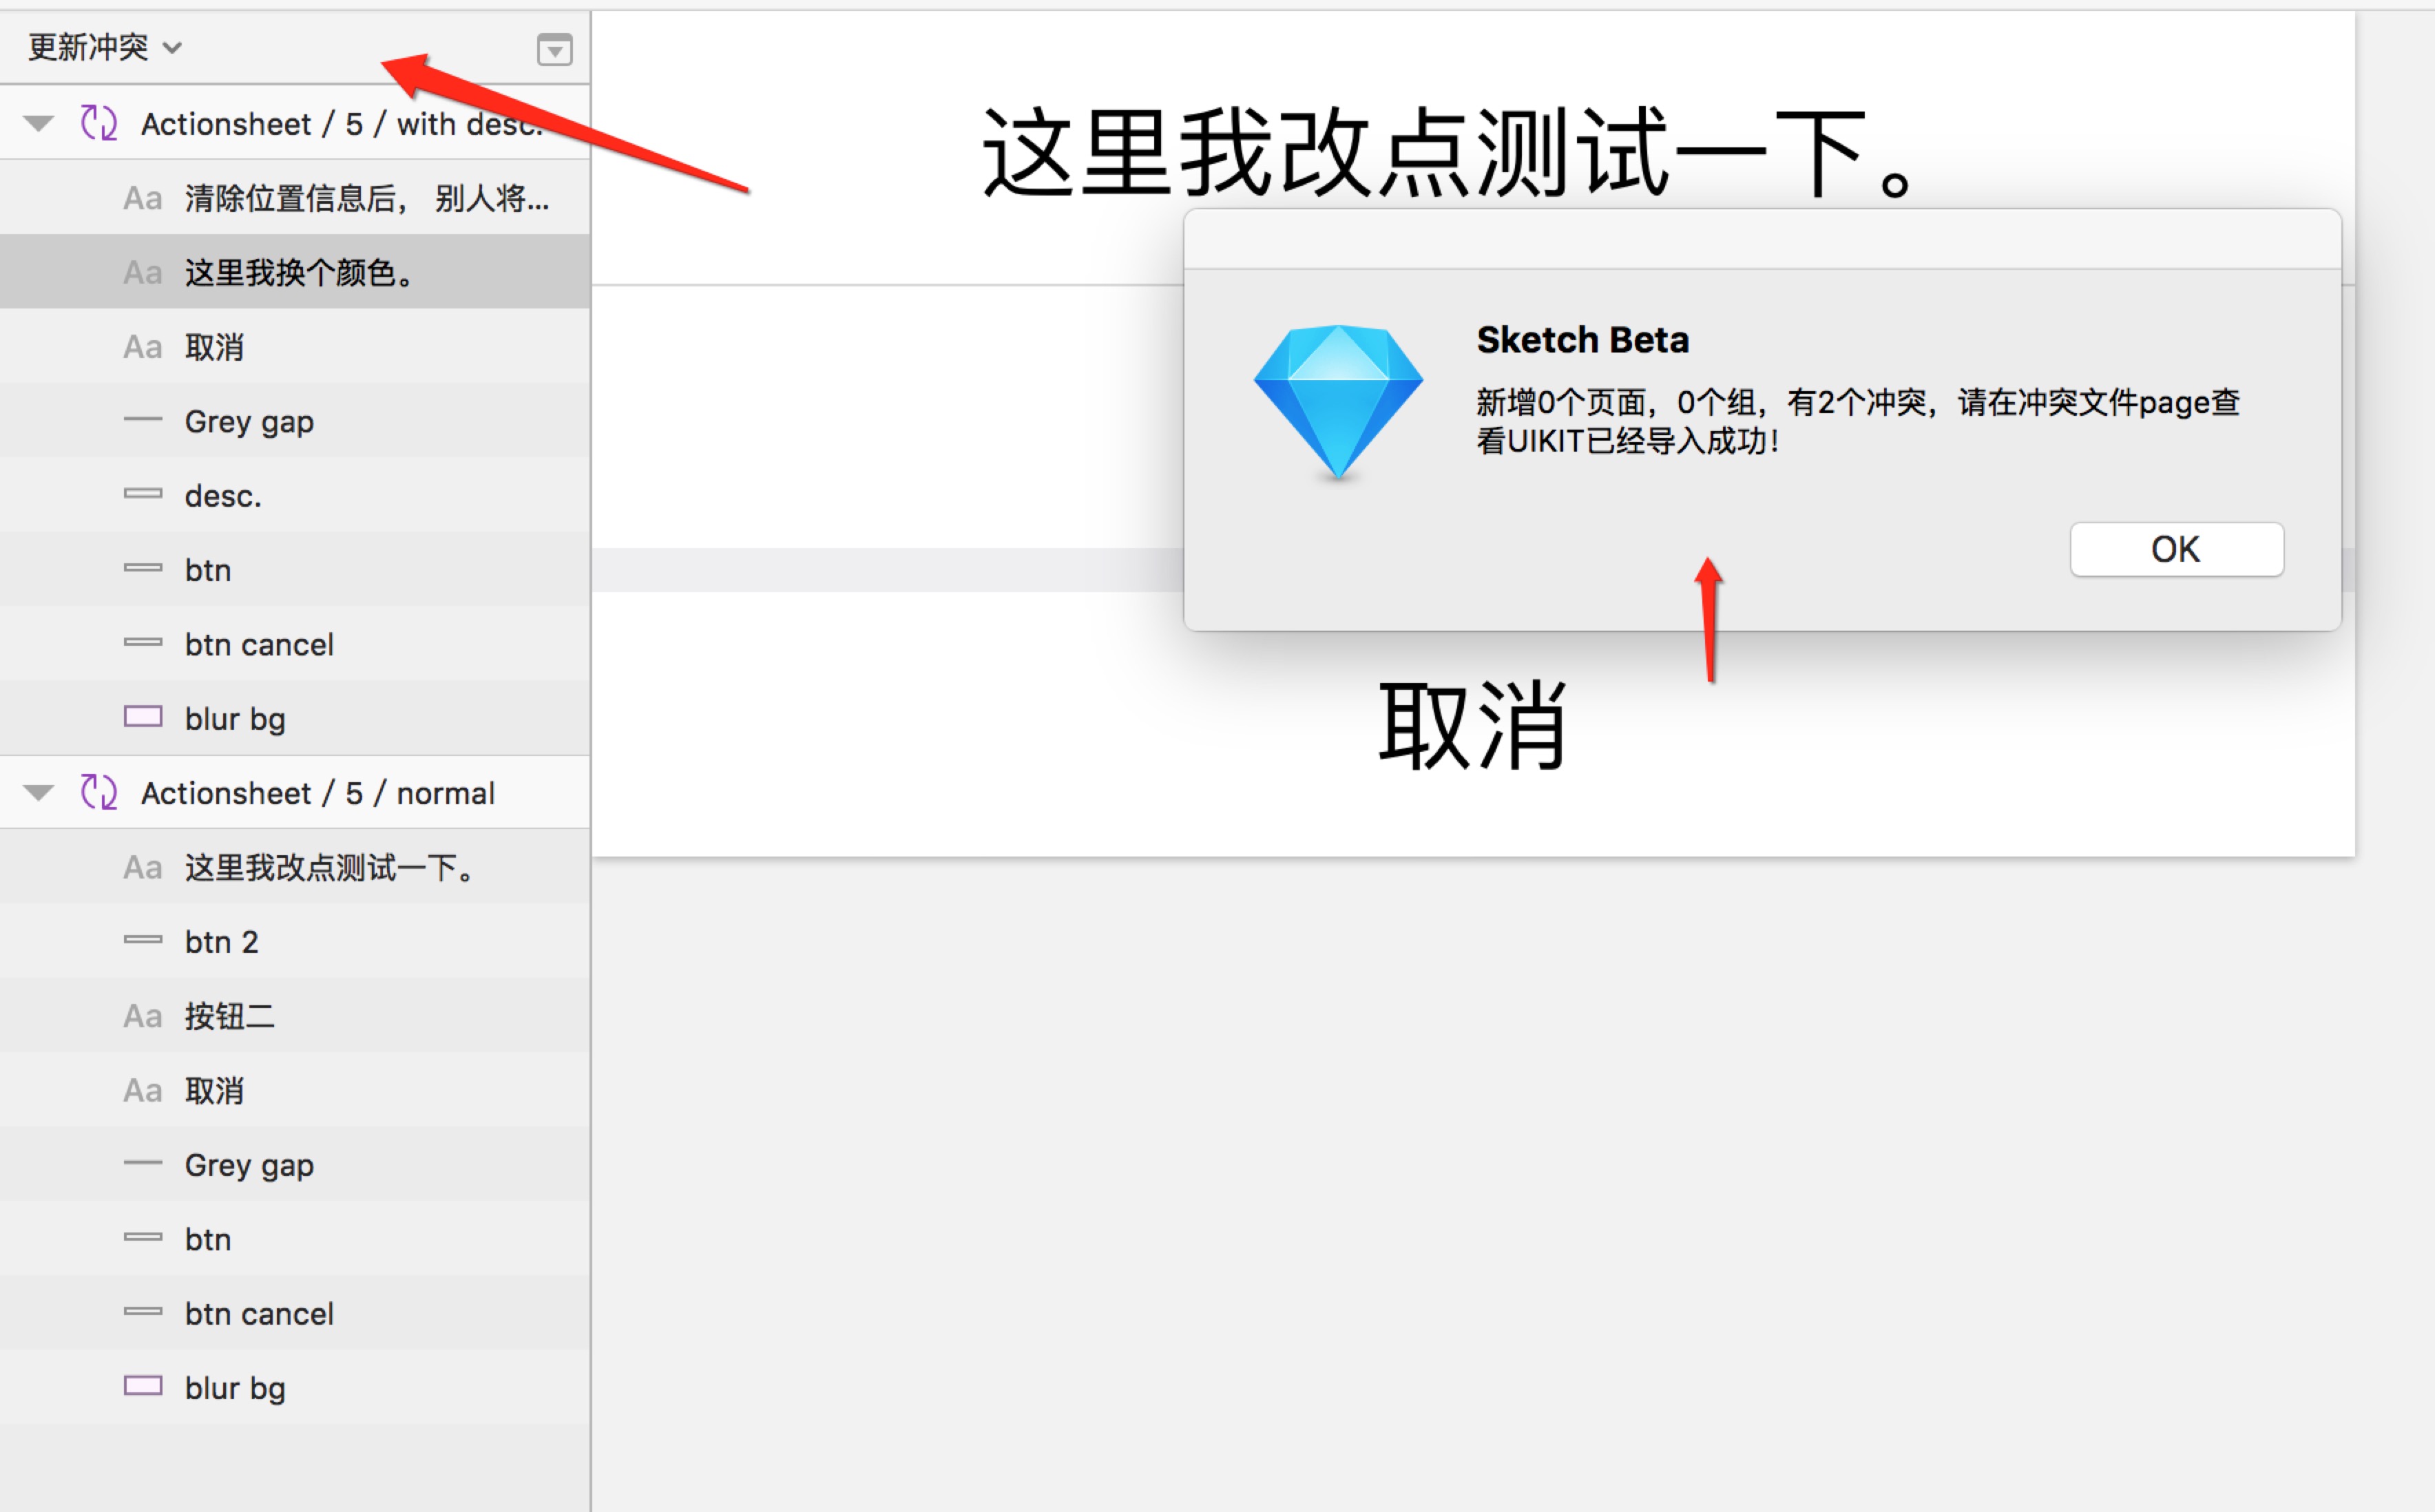 更新冲突
Actionsheet / 5 / with desc.
Aa 清除位置信息后， 别人将...
Aa 这里我换个颜色。
Aa 取消
Grey gap
desc.
btn
btn cancel
blur bg
Actionsheet / 5 / normal
Aa 这里我改点测试一下。
btn 2
Aa 按钮二
Aa 取消
Grey gap
btn
btn cancel
blur bg
这里我改点测试一下。
Sketch Beta
新增0个页面，0个组，有2个冲突，请在冲突文件page查
看UIKIT已经导入成功！
OK
取消